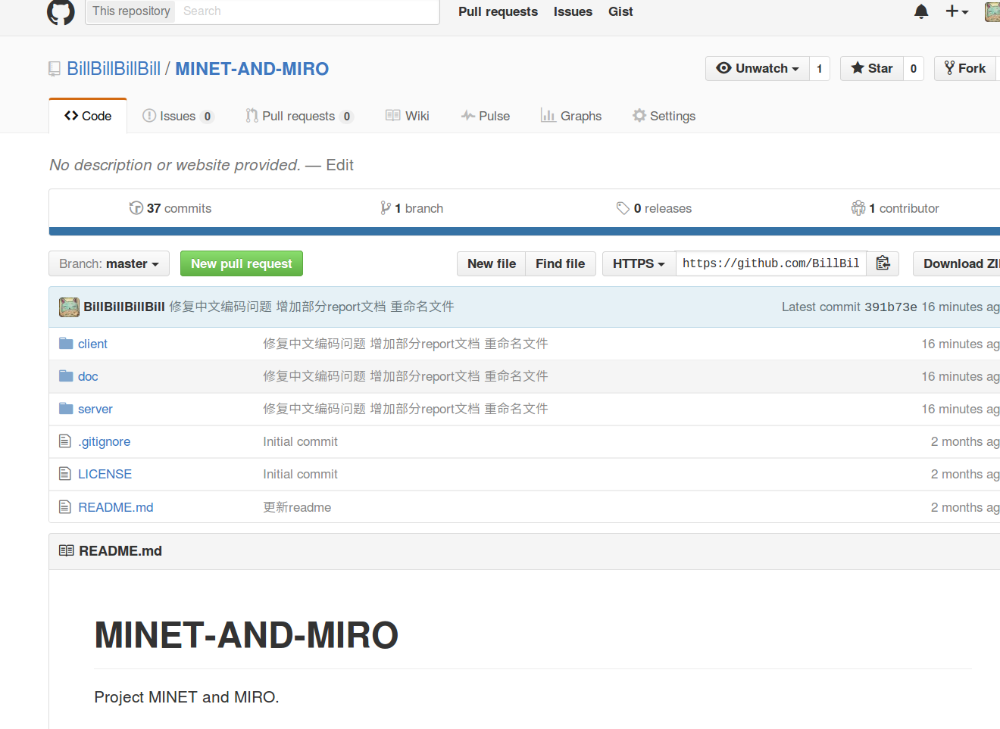 This repository Search Pull requests Issues Gist
BillBillBillBill / MINET-AND-MIRO Unwatch 1 Star 0 Fork
Code Issues 0 Pull requests 0 Wiki Pulse Graphs Settings
No description or website provided. — Edit
37 commits 1 branch 0 releases 1 contributor
Branch: master New pull request New file Find file HTTPS https://github.com/BillBil Download ZI
BillBillBillBill 修复中文编码问题 增加部分report文档 重命名文件 Latest commit 391b73e 16 minutes ag
client 修复中文编码问题 增加部分report文档 重命名文件 16 minutes ag
doc 修复中文编码问题 增加部分report文档 重命名文件 16 minutes ag
server 修复中文编码问题 增加部分report文档 重命名文件 16 minutes ag
.gitignore Initial commit 2 months ag
LICENSE Initial commit 2 months ag
README.md 更新readme 2 months ag
README.md
MINET-AND-MIRO
Project MINET and MIRO.